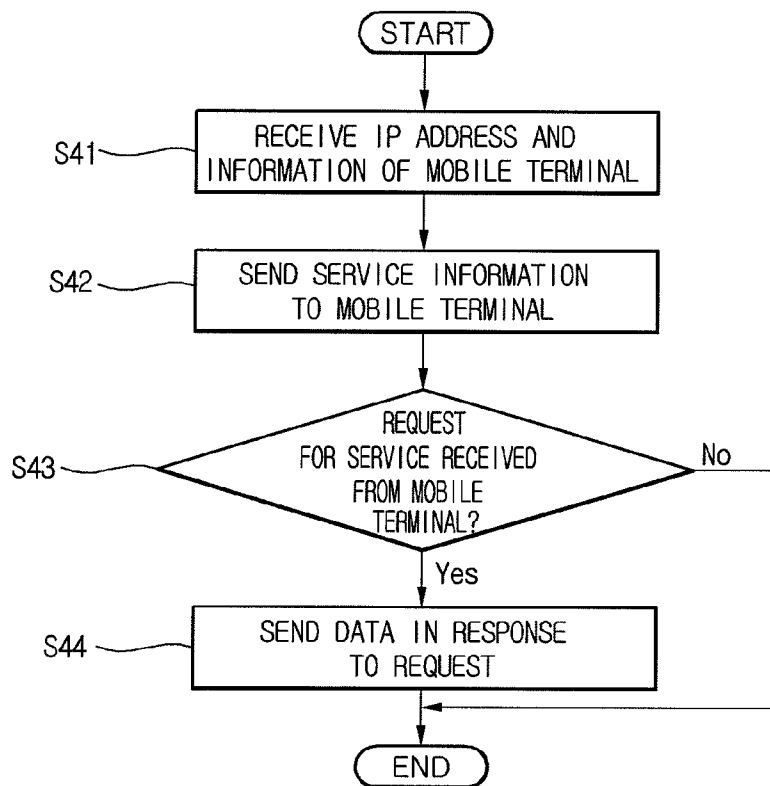 START
S41
RECEIVE IP ADDRESS AND
INFORMATION OF MOBILE TERMINAL
S42
SEND SERVICE INFORMATION
TO MOBILE TERMINAL
S43
REQUEST
FOR SERVICE RECEIVED
FROM MOBILE
TERMINAL?
No
Yes
S44
SEND DATA IN RESPONSE
TO REQUEST
END